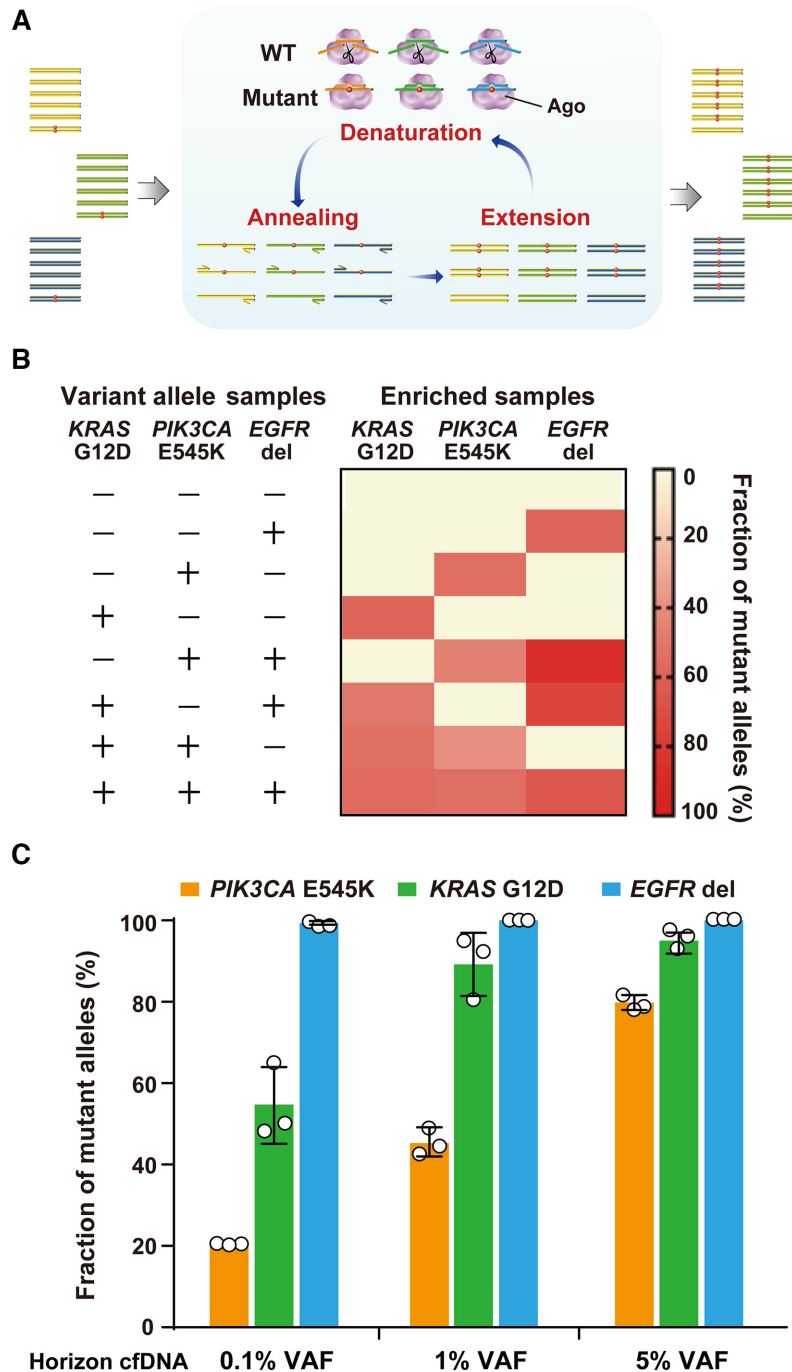 A
WT
Mutant
Ago
Denaturation
Annealing
Extension
B
Variant allele samples
Enriched samples
KRAS G12D
PIK3CA E545K
EGFR del
KRAS G12D
PIK3CA E545K
EGFR del
— — —
— — +
— + —
+ — —
— + +
+ — +
+ + —
+ + +
0
20
40
60
80
100
Fraction of mutant alleles (%)
C
PIK3CA E545K
KRAS G12D
EGFR del
Fraction of mutant alleles (%)
100
80
60
40
20
0
Horizon cfDNA 0.1% VAF 1% VAF 5% VAF